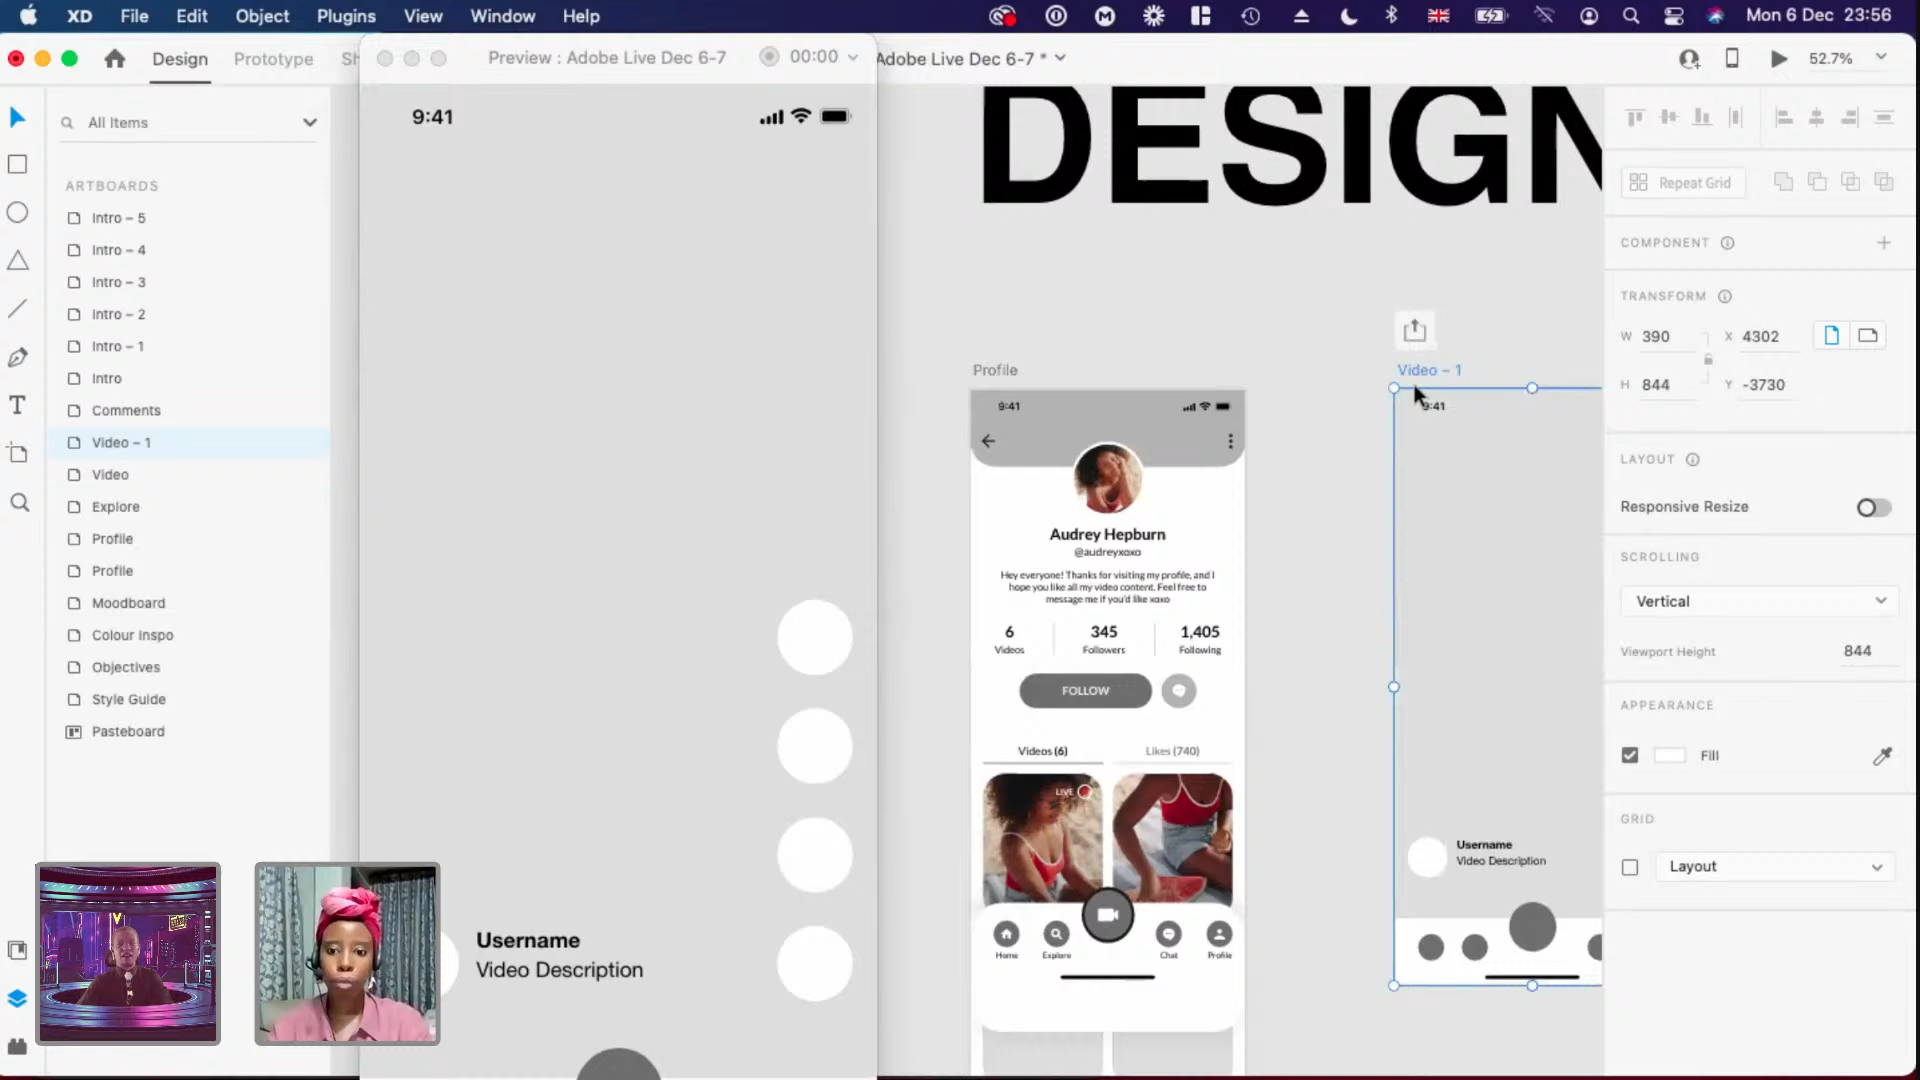 XD File Edit Object Plugins View Window Help
Mon 6 Dec 23:56
Design Prototype Sh
Preview : Adobe Live Dec 6-7
00:00
Adobe Live Dec 6-7 *
52.7%
All Items
ARTBOARDS
Intro – 5
Intro – 4
Intro – 3
Intro – 2
Intro – 1
Intro
Comments
Video – 1
Video
Explore
Profile
Profile
Moodboard
Colour Inspo
Objectives
Style Guide
Pasteboard
9:41
Username
Video Description
DESIGN
Profile
9:41
Audrey Hepburn
@audreyxoxo
Hey everyone! Thanks for visiting my profile, and I
hope you like all my video content. Feel free to
message me if you'd like xoxo
6 345 1,405
Videos Followers Following
FOLLOW
Videos (6) Likes (740)
LIVE
Home Explore Chat Profile
Video – 1
9:41
Username
Video Description
Repeat Grid
COMPONENT
TRANSFORM
W 390 X 4302
H 844 Y -3730
LAYOUT
Responsive Resize
SCROLLING
Vertical
Viewport Height 844
APPEARANCE
Fill
GRID
Layout